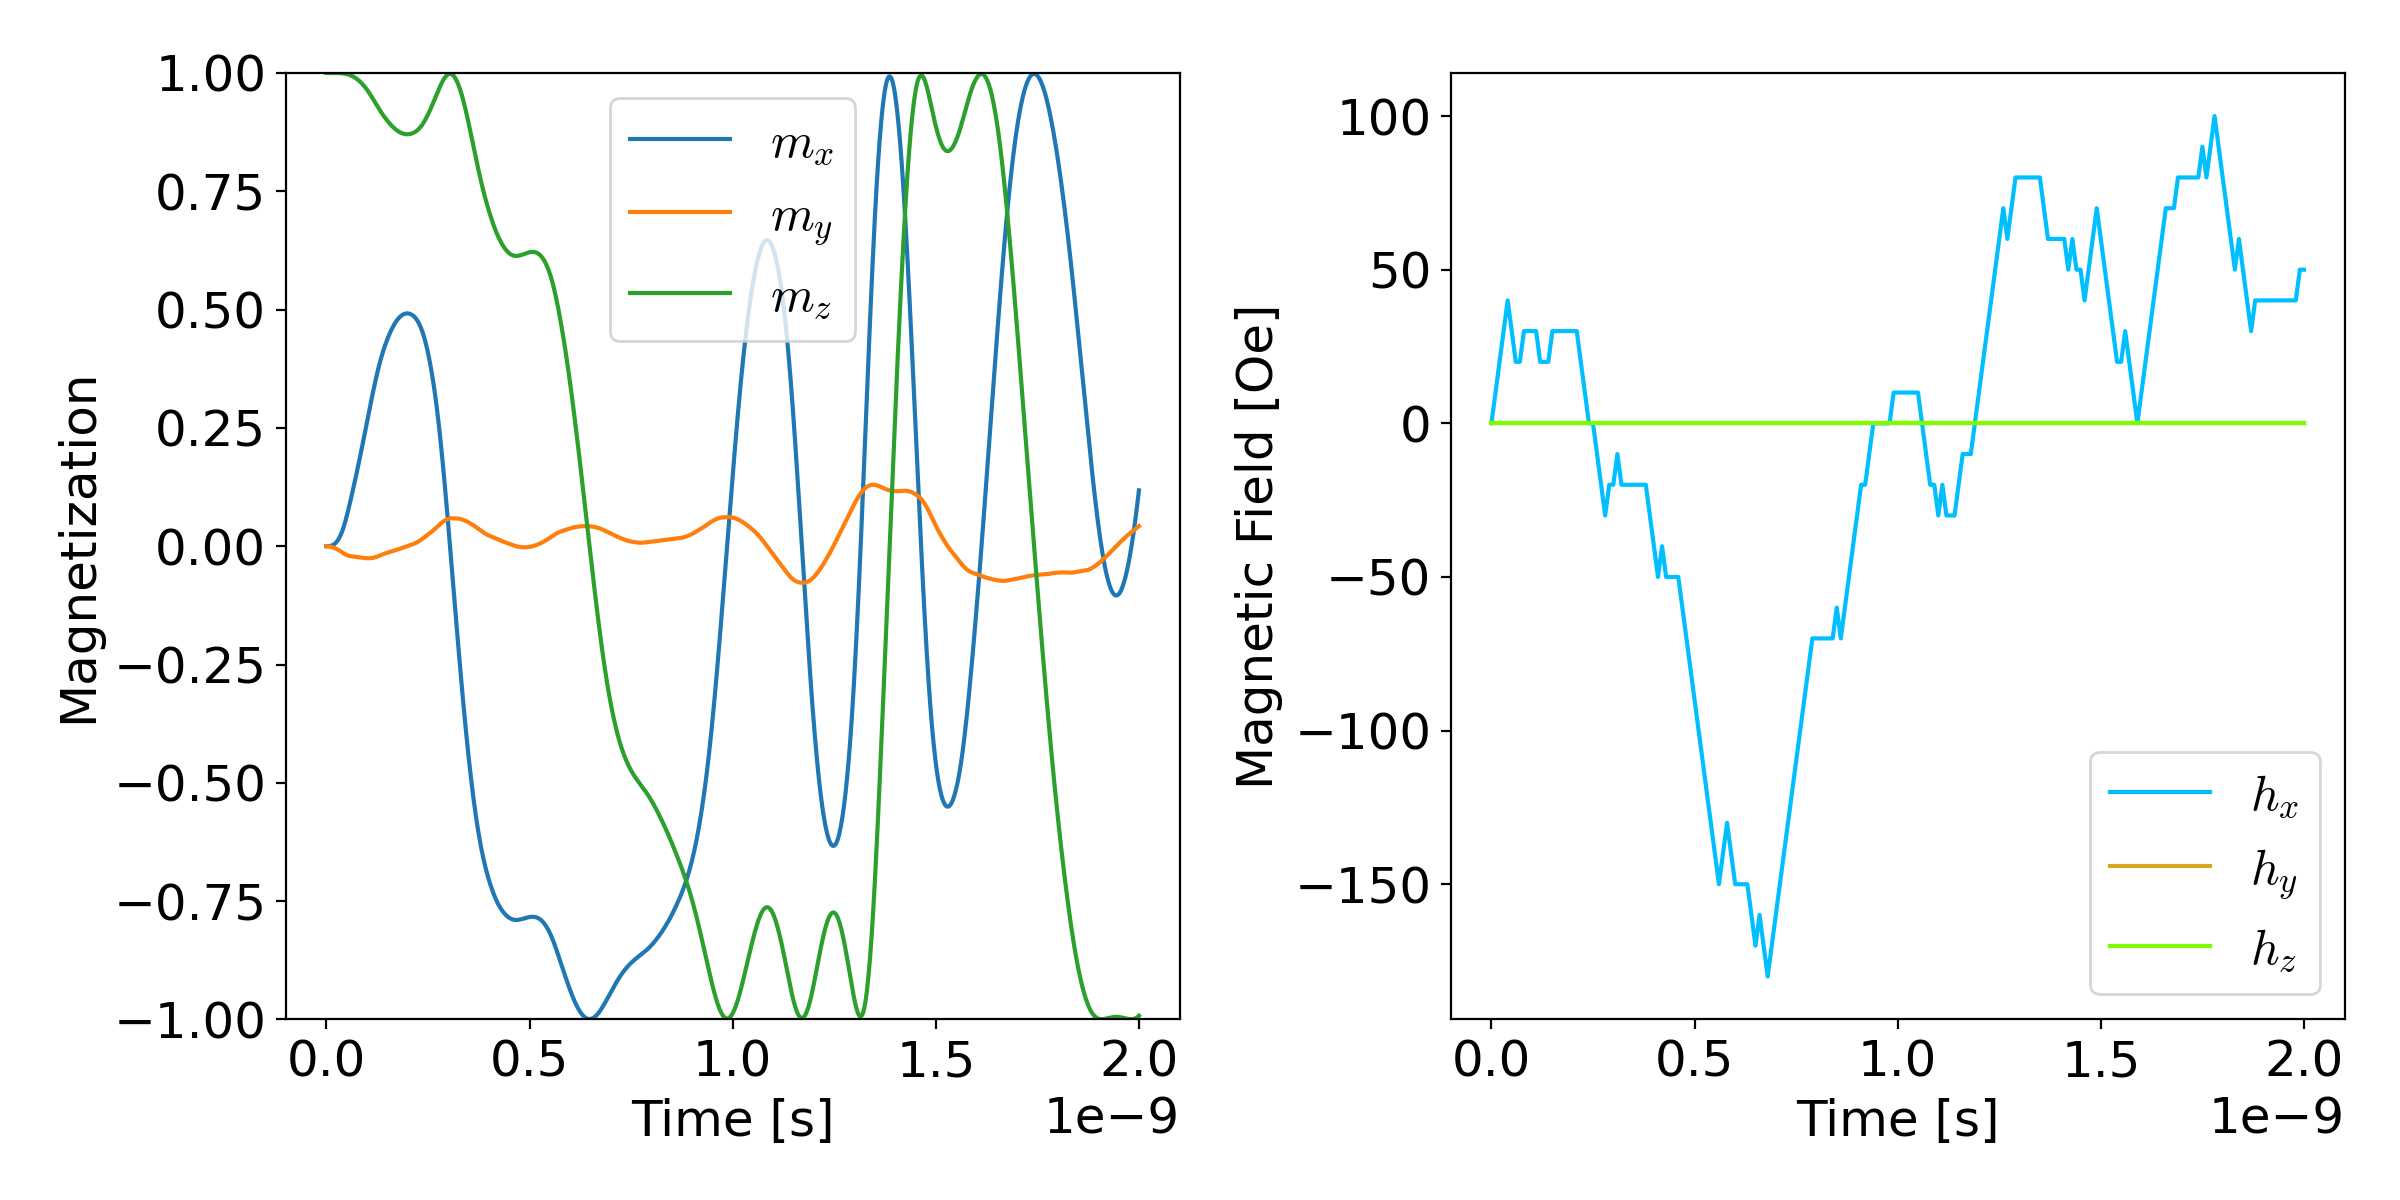 Magnetization
1.00
0.75
0.50
0.25
0.00
−0.25
−0.50
−0.75
−1.00
m_x
m_y
m_z
0.0 0.5 1.0 1.5 2.0
Time [s] 1e−9
Magnetic Field [Oe]
100
50
0
−50
−100
−150
h_x
h_y
h_z
0.0 0.5 1.0 1.5 2.0
Time [s] 1e−9